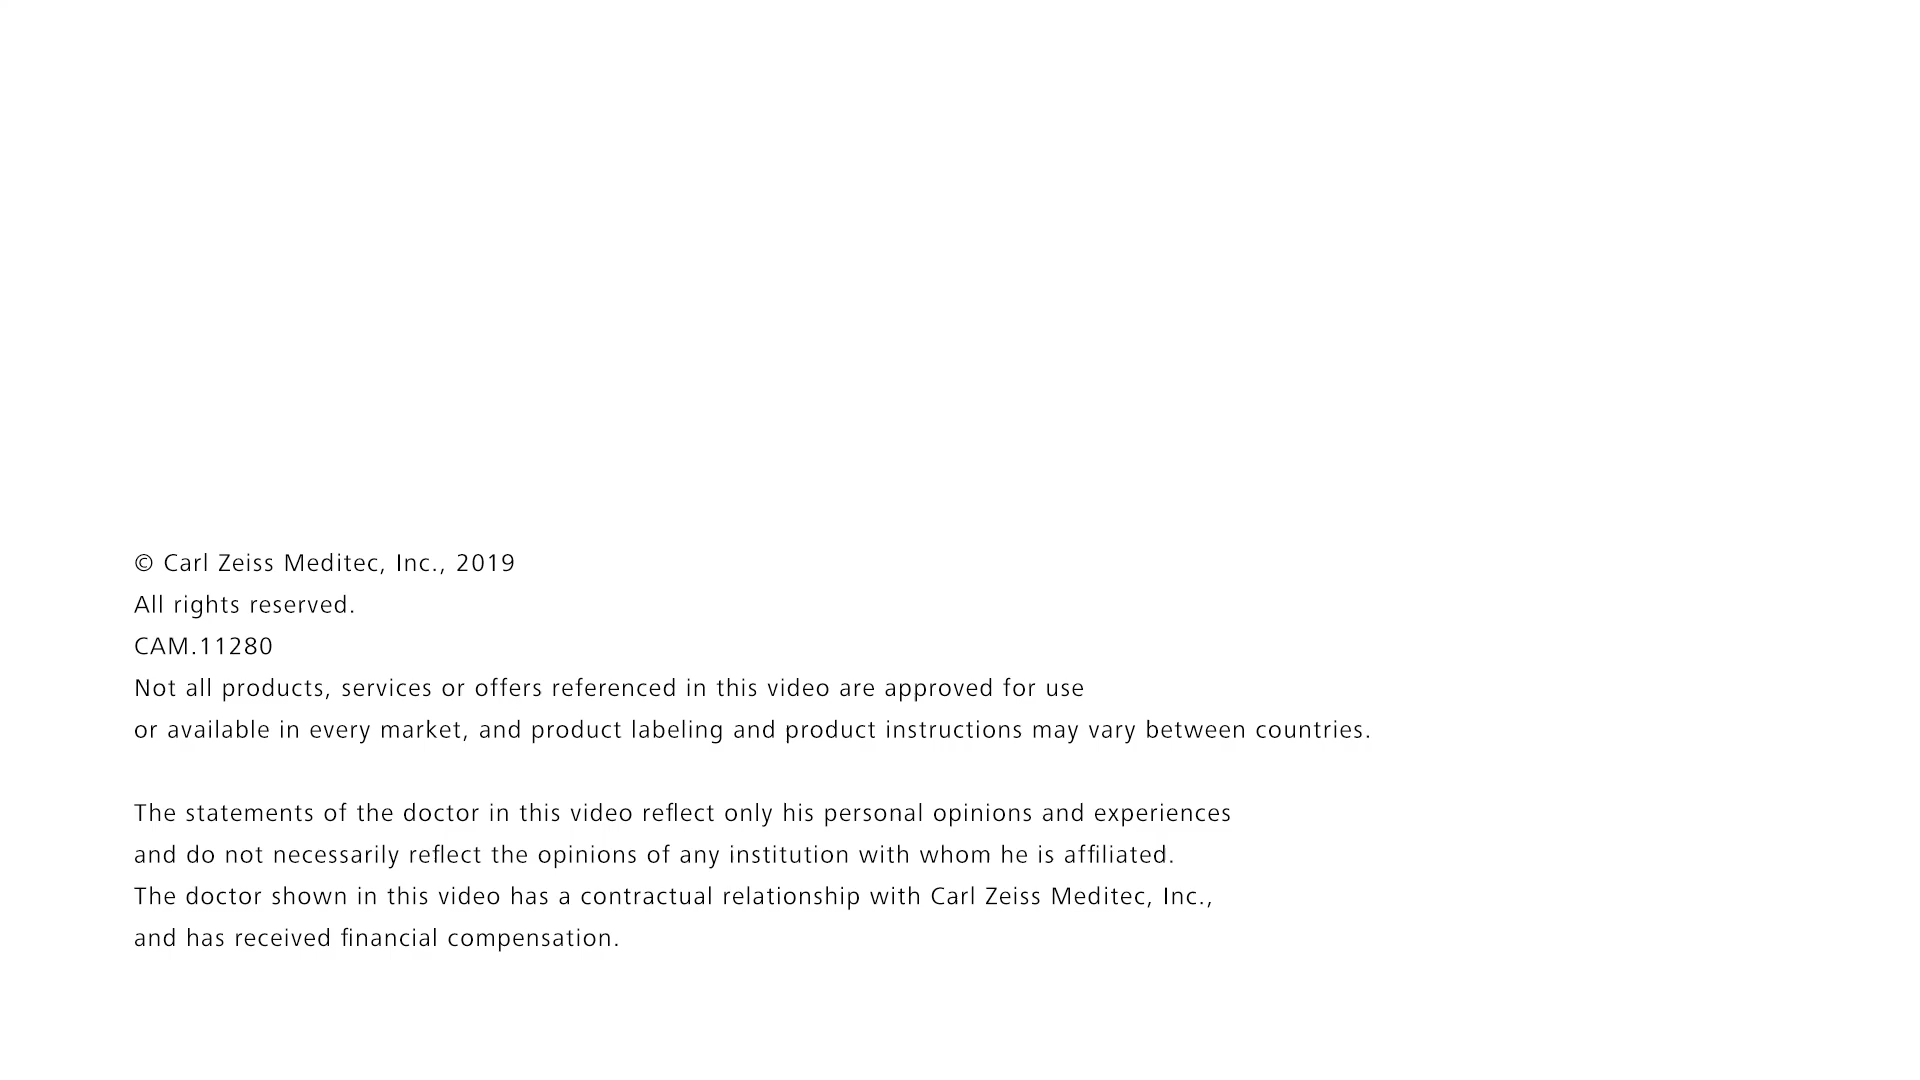 © Carl Zeiss Meditec, Inc., 2019
All rights reserved.
CAM.11280
Not all products, services or offers referenced in this video are approved for use
or available in every market, and product labeling and product instructions may vary between countries.
The statements of the doctor in this video reflect only his personal opinions and experiences
and do not necessarily reflect the opinions of any institution with whom he is affiliated.
The doctor shown in this video has a contractual relationship with Carl Zeiss Meditec, Inc.,
and has received financial compensation.